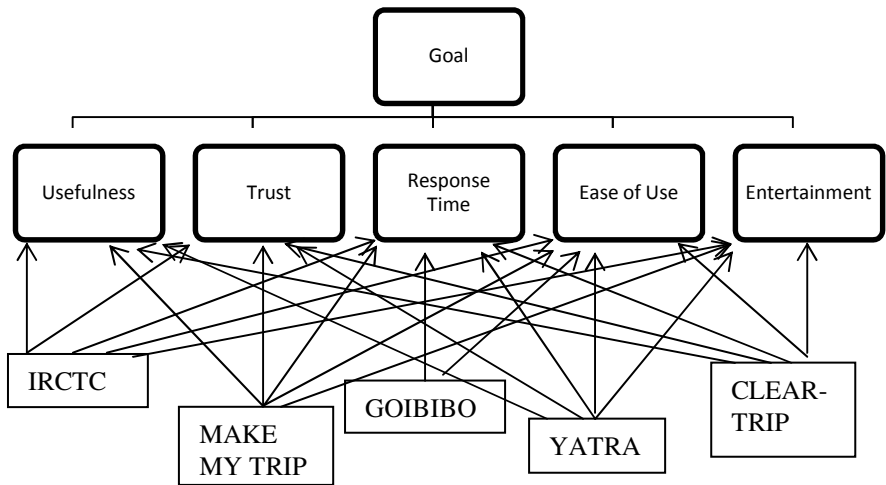 Goal
Usefulness
Trust
Response
Time
Ease of Use
Entertainment
IRCTC
MAKE
MY TRIP
GOIBIBO
YATRA
CLEAR-
TRIP